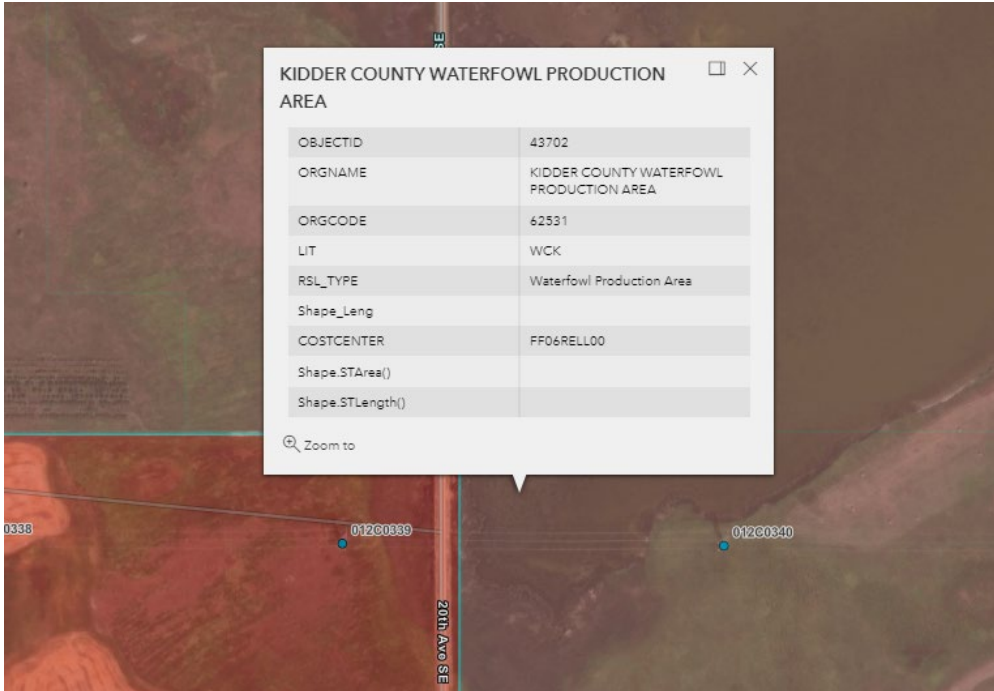 SE
KIDDER COUNTY WATERFOWL PRODUCTION
AREA
OBJECTID 43702
ORGNAME KIDDER COUNTY WATERFOWL
PRODUCTION AREA
ORGCODE 62531
LIT WCK
RSL_TYPE Waterfowl Production Area
Shape_Leng
COSTCENTER FF06RELL00
Shape.STArea()
Shape.STLength()
Zoom to
0338
012C0339
012C0340
20th Ave SE